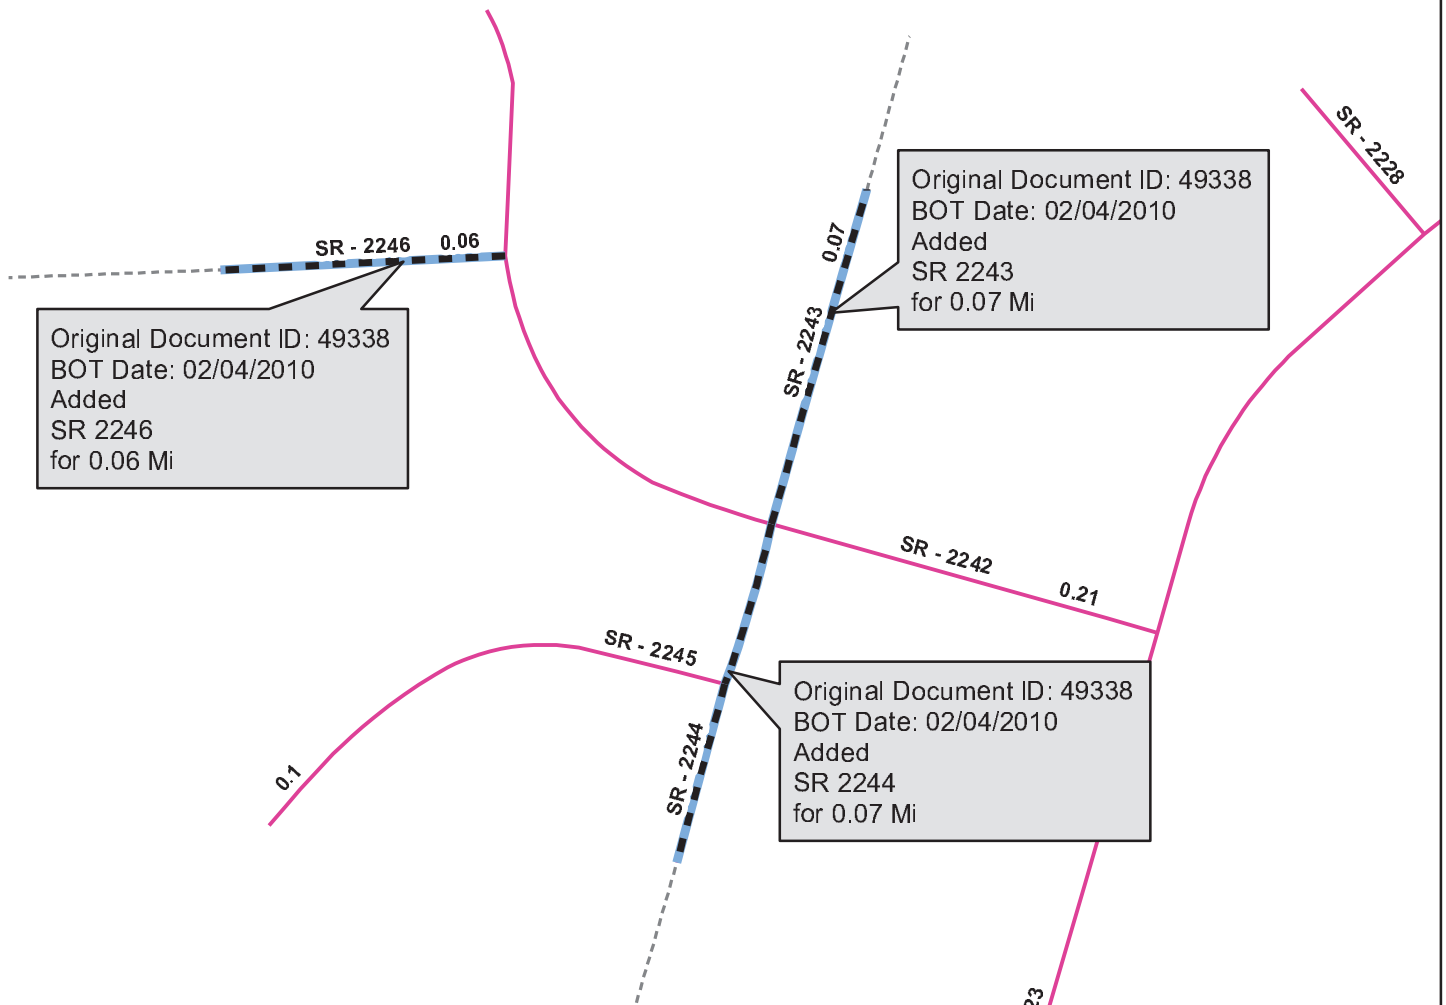 SR - 2228
Original Document ID: 49338
BOT Date: 02/04/2010
Added
SR 2243
for 0.07 Mi
0.07
SR - 2243
SR - 2246 0.06
Original Document ID: 49338
BOT Date: 02/04/2010
Added
SR 2246
for 0.06 Mi
SR - 2242
0.21
SR - 2245
0.1
SR - 2244
Original Document ID: 49338
BOT Date: 02/04/2010
Added
SR 2244
for 0.07 Mi